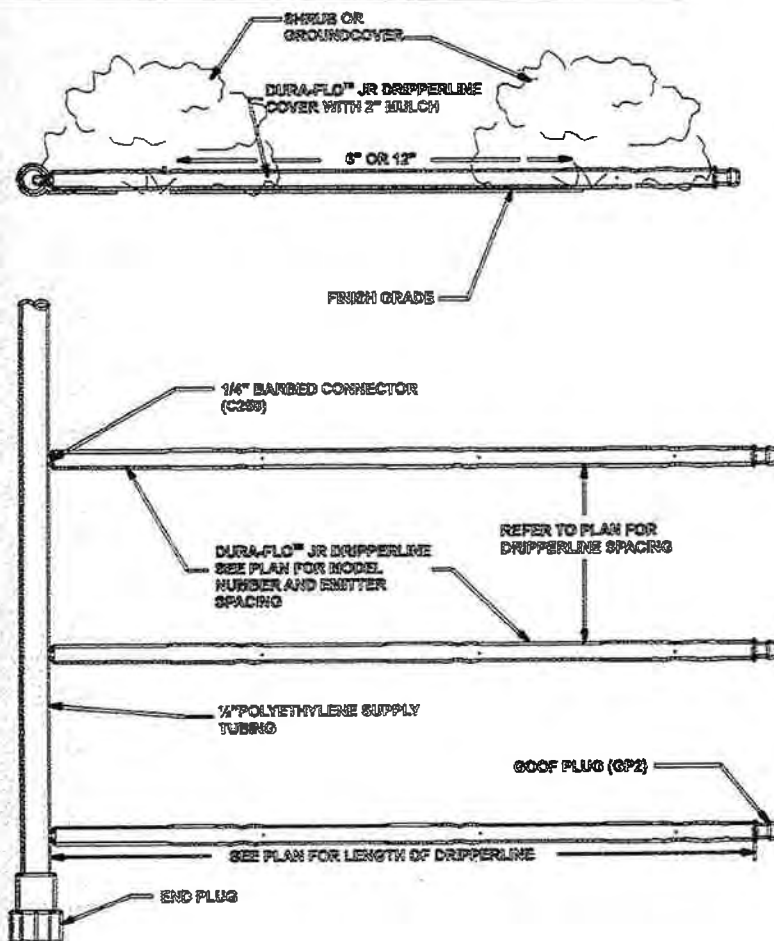 SHRUB OR
GROUNDCOVER
DURA-FLO™ JR DRIPPERLINE
COVER WITH 2" MULCH
6" OR 12"
FINISH GRADE
1/4" BARBED CONNECTOR
(C250)
DURA-FLO™ JR DRIPPERLINE
SEE PLAN FOR MODEL
NUMBER AND EMITTER
SPACING
REFER TO PLAN FOR
DRIPPERLINE SPACING
½" POLYETHYLENE SUPPLY
TUBING
GOOF PLUG (GP2)
SEE PLAN FOR LENGTH OF DRIPPERLINE
END PLUG